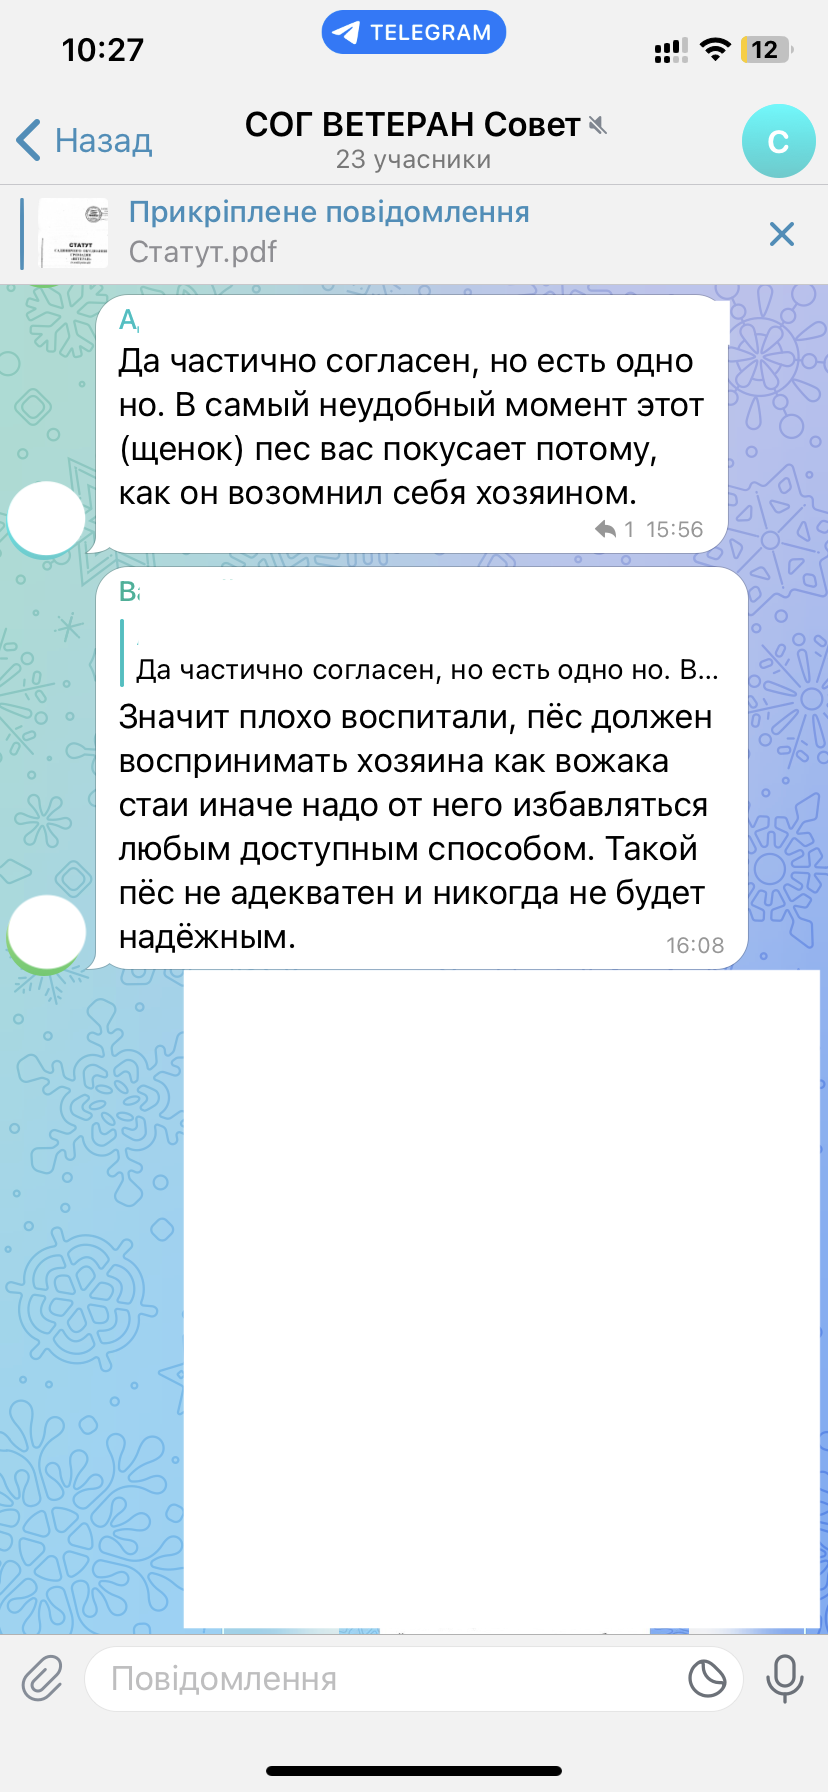 10:27
TELEGRAM
12
Назад
СОГ ВЕТЕРАН Совет
23 учасники
С
Прикріплене повідомлення
Статут.pdf
СТАТУТ
Да частично согласен, но есть одно
но. В самый неудобный момент этот
(щенок) пес вас покусает потому,
как он возомнил себя хозяином.
1 15:56
Да частично согласен, но есть одно но. В...
Значит плохо воспитали, пёс должен
воспринимать хозяина как вожака
стаи иначе надо от него избавляться
любым доступным способом. Такой
пёс не адекватен и никогда не будет
надёжным.
16:08
Повідомлення